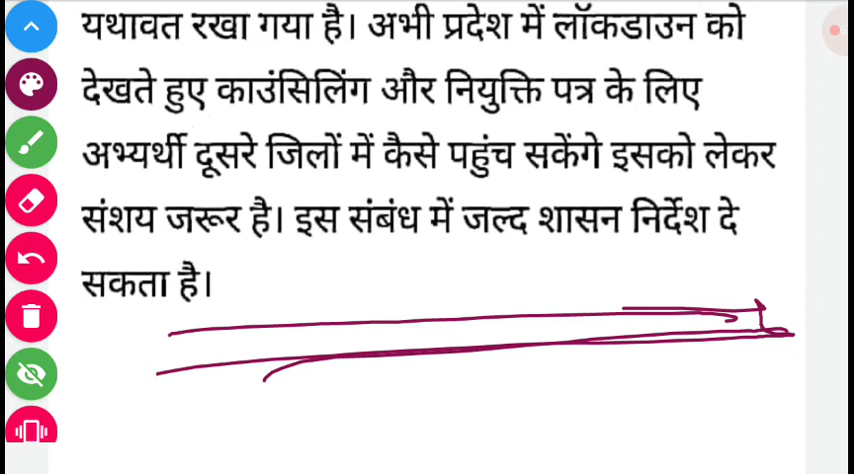 यथावत रखा गया है। अभी प्रदेश में लॉकडाउन को
देखते हुए काउंसिलिंग और नियुक्ति पत्र के लिए
अभ्यर्थी दूसरे जिलों में कैसे पहुंच सकेंगे इसको लेकर
संशय जरूर है। इस संबंध में जल्द शासन निर्देश दे
सकता है।